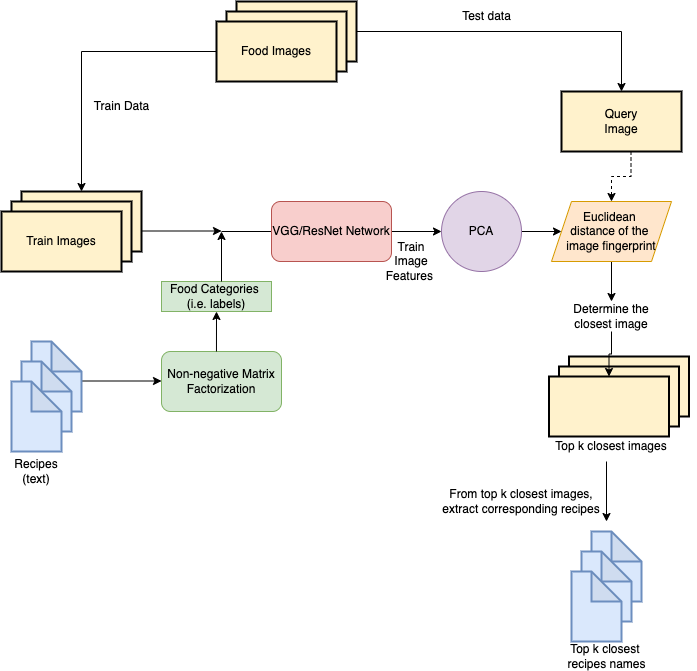 Test data
Food Images
Train Data
Query
Image
Train Images
VGG/ResNet Network
PCA
Euclidean
distance of the
image fingerprint
Train
Image
Features
Food Categories
(i.e. labels)
Determine the
closest image
Non-negative Matrix
Factorization
Recipes
(text)
Top k closest images
From top k closest images,
extract corresponding recipes
Top k closest
recipes names